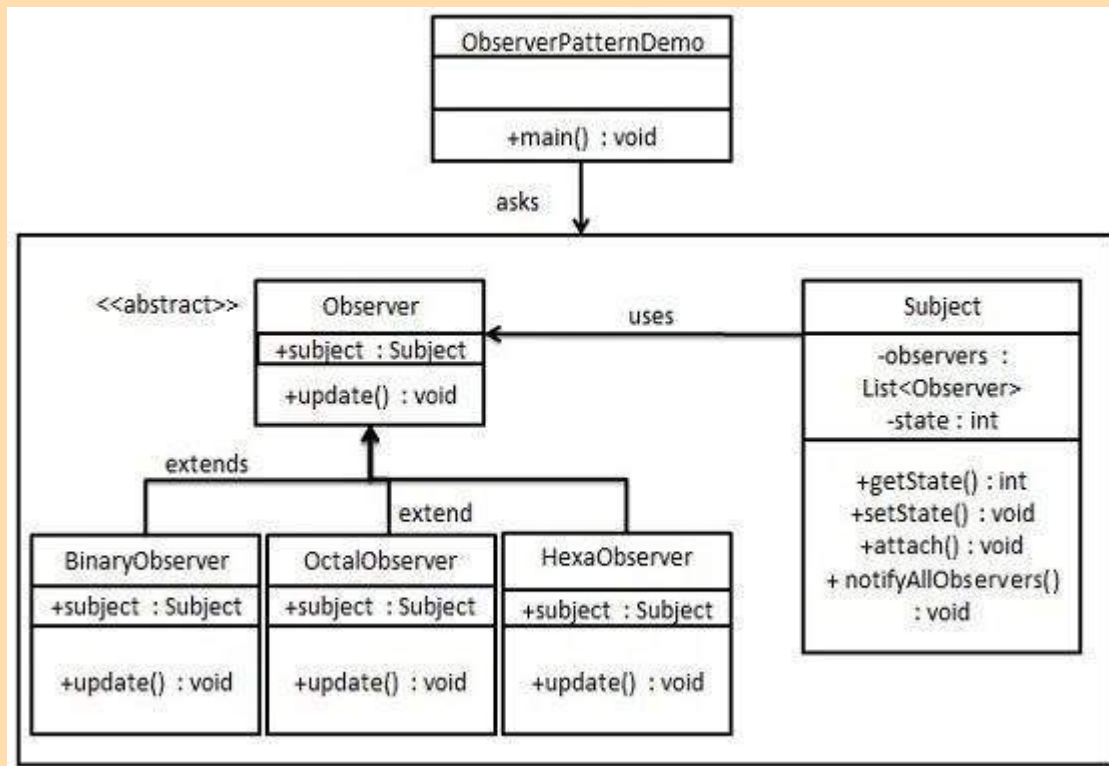 ObserverPatternDemo
+main() : void
asks
<<abstract>>
Observer
+subject : Subject
+update() : void
uses
Subject
-observers :
List<Observer>
-state : int
+getState() : int
+setState() : void
+attach() : void
+ notifyAllObservers()
: void
extends
extend
BinaryObserver
+subject : Subject
+update() : void
OctalObserver
+subject : Subject
+update() : void
HexaObserver
+subject : Subject
+update() : void